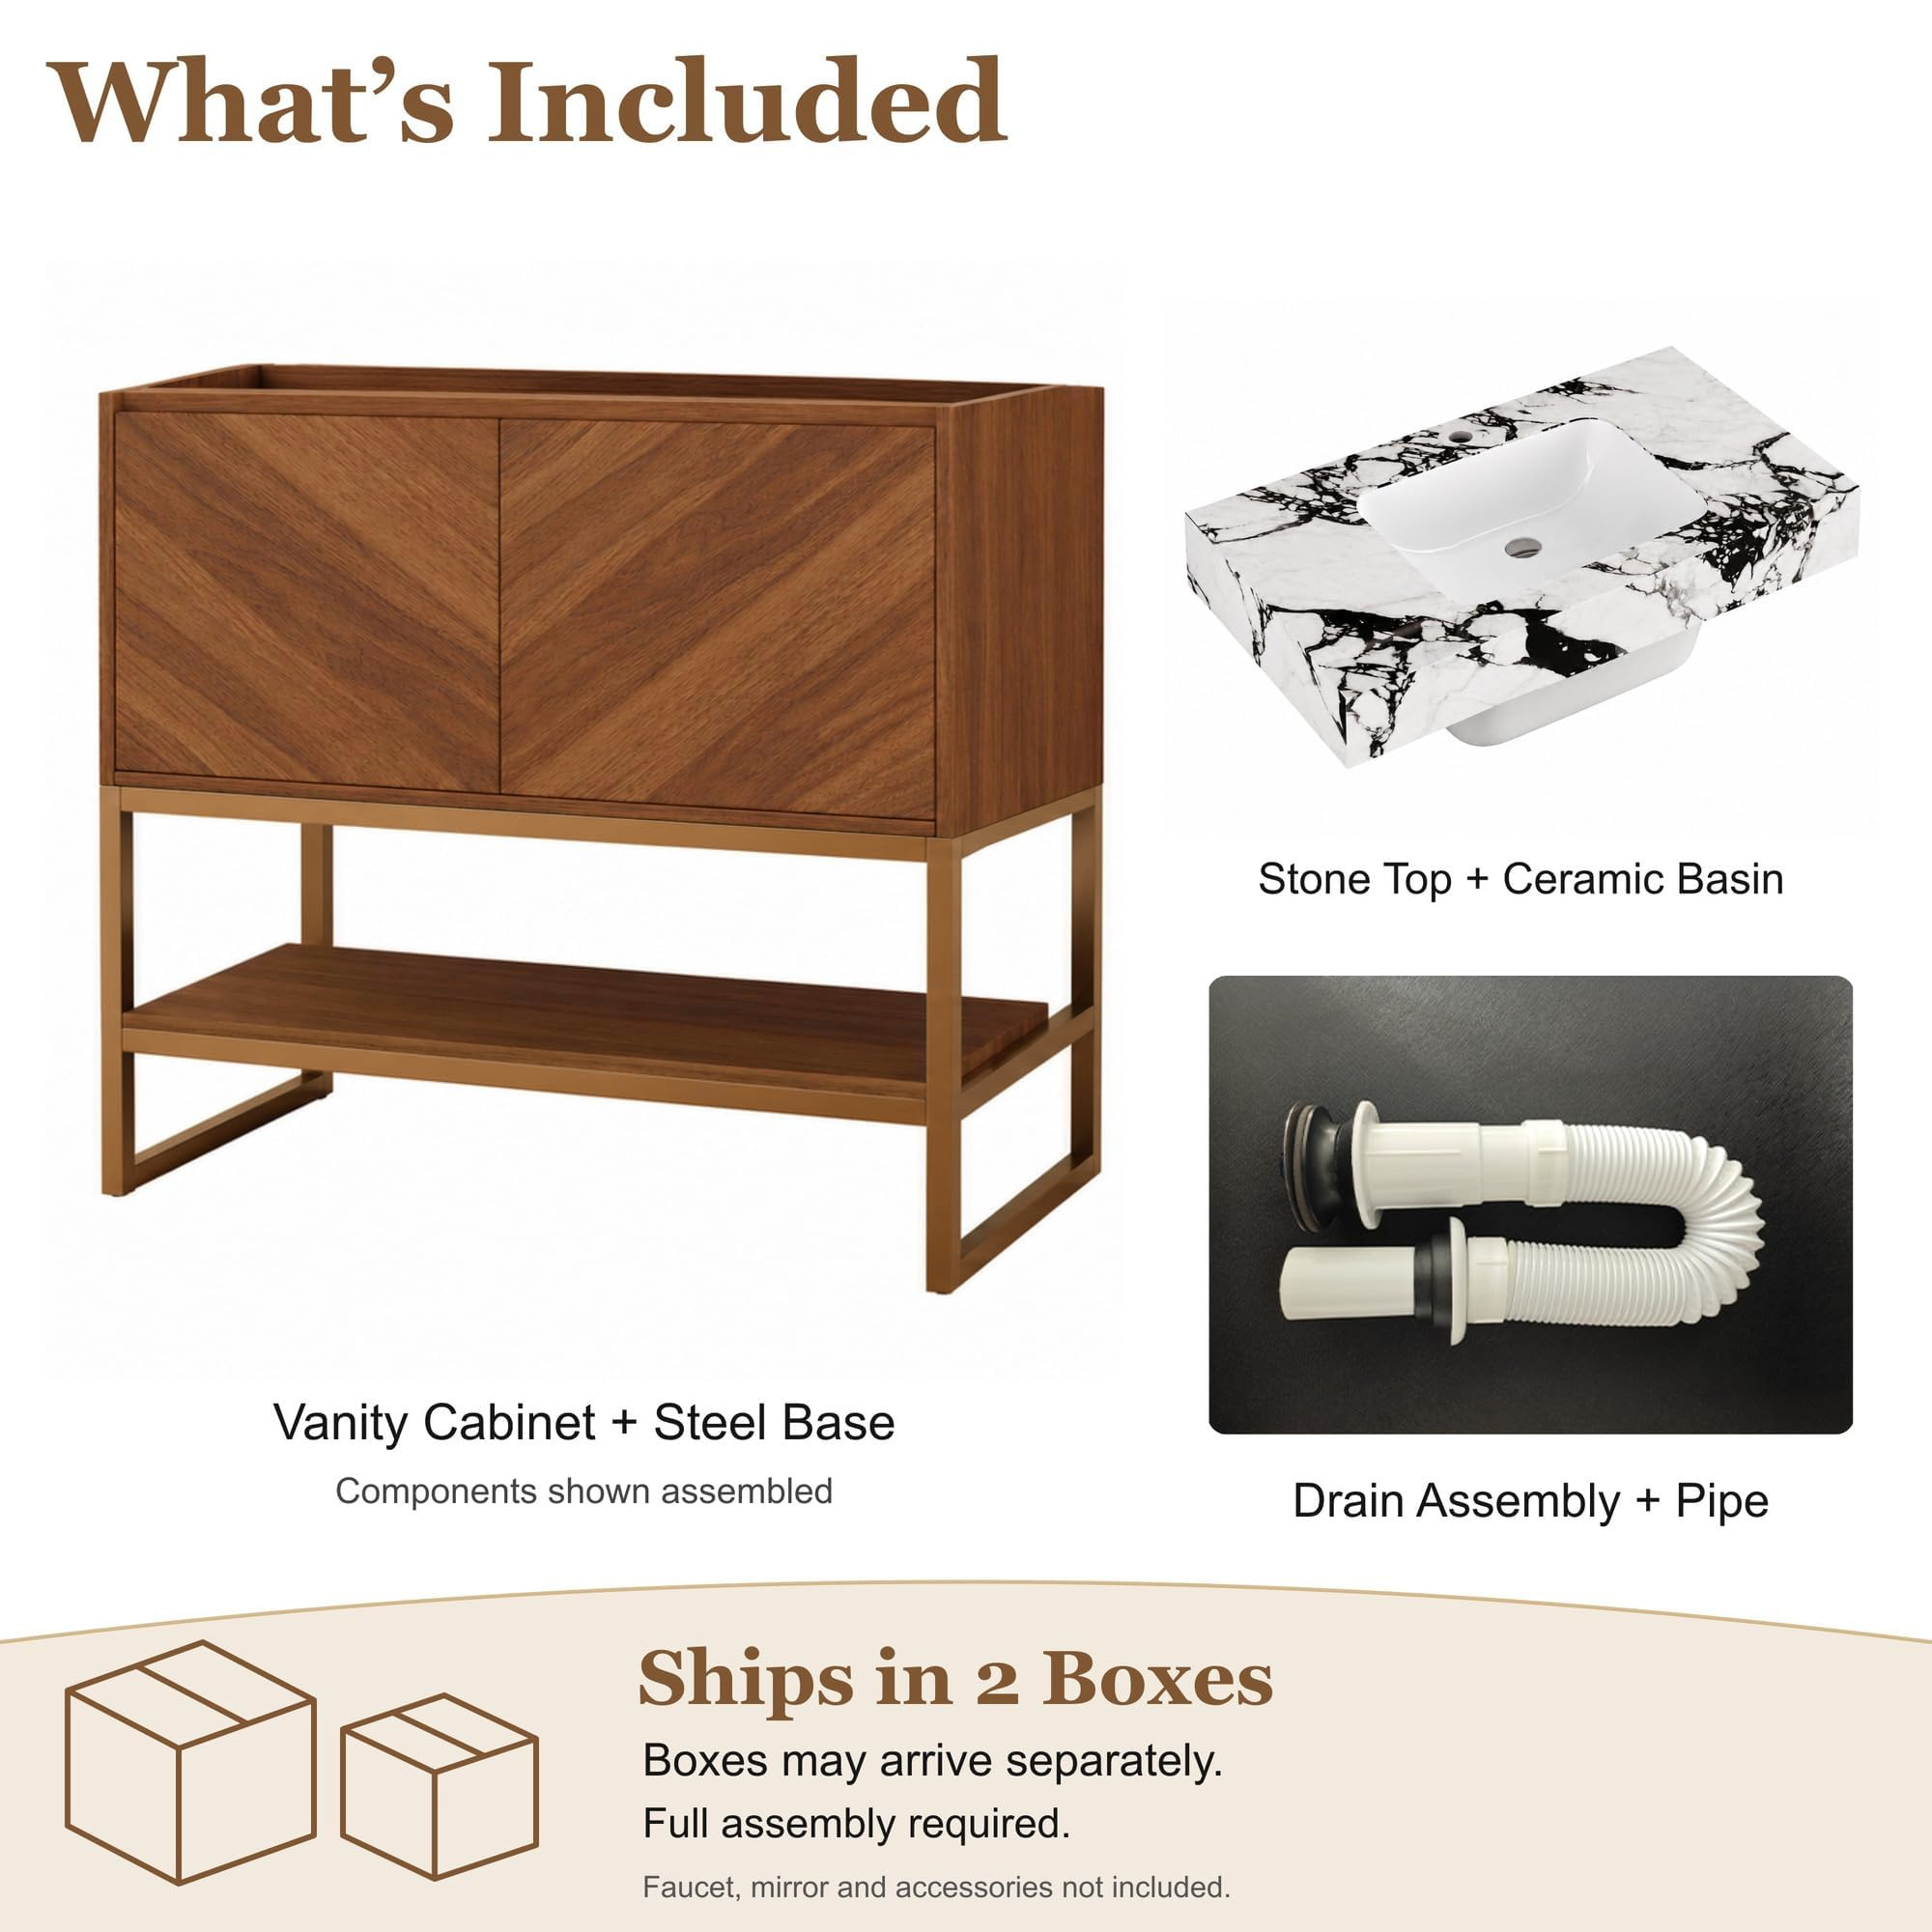 What’s Included
Stone Top + Ceramic Basin
Vanity Cabinet + Steel Base
Components shown assembled
Drain Assembly + Pipe
Ships in 2 Boxes
Boxes may arrive separately.
Full assembly required.
Faucet, mirror and accessories not included.